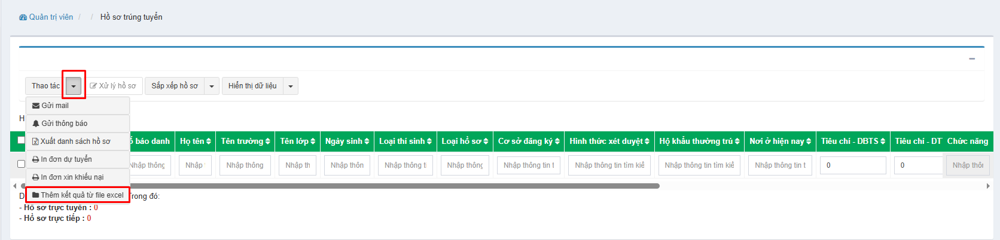 Quản trị viên / / Hồ sơ trúng tuyển
Thao tác Xử lý hồ sơ Sắp xếp hồ sơ Hiển thị dữ liệu
Gửi mail
Gửi thông báo
Xuất danh sách hồ sơ
In đơn dự tuyển
In đơn xin khiếu nại
Thêm kết quả từ file excel
báo danh Họ tên Tên trường Tên lớp Ngày sinh Loại thí sinh Loại hồ sơ Cơ sở đăng ký Hình thức xét duyệt Hộ khẩu thường trú Nơi ở hiện nay Tiêu chí - DBTS Tiêu chí - DT Chức năng
Nhập thông Nhập Nhập thông Nhập th Nhập thôn Nhập thông ti Nhập thông Nhập thông tin t Nhập thông tin tìm kiế Nhập thông tin tìm kiế Nhập thông tin t 0 0 Nhập thôn
Trong đó:
- Hồ sơ trực tuyến : 0
- Hồ sơ trực tiếp : 0